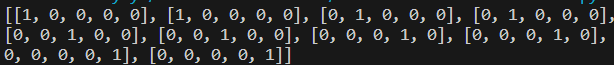 [[1, 0, 0, 0, 0], [1, 0, 0, 0, 0], [0, 1, 0, 0, 0], [0, 1, 0, 0, 0],
[0, 0, 1, 0, 0], [0, 0, 1, 0, 0], [0, 0, 0, 1, 0], [0, 0, 0, 1, 0],
0, 0, 0, 0, 1], [0, 0, 0, 0, 1]]